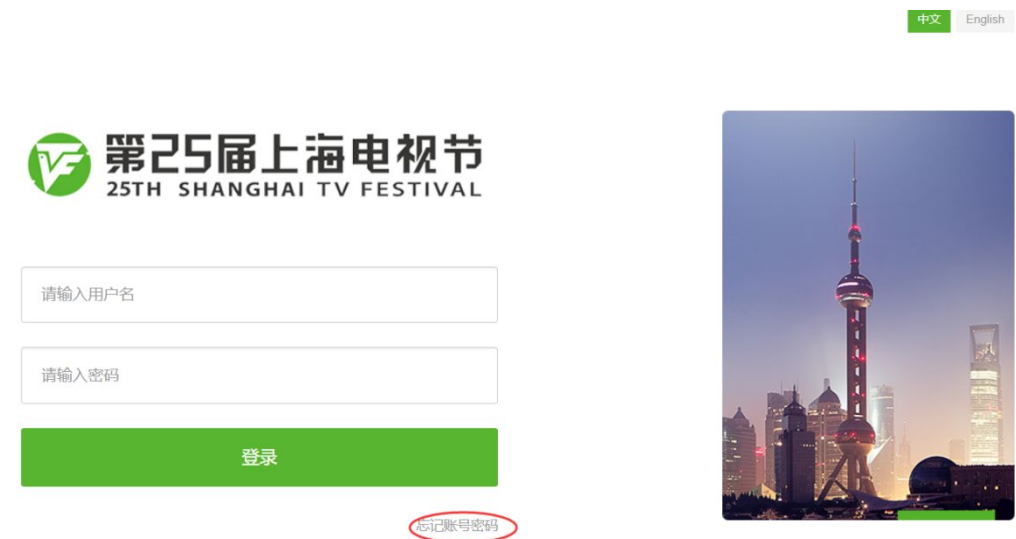 中文 English
第25届上海电视节
25TH SHANGHAI TV FESTIVAL
请输入用户名
请输入密码
登录
忘记账号密码